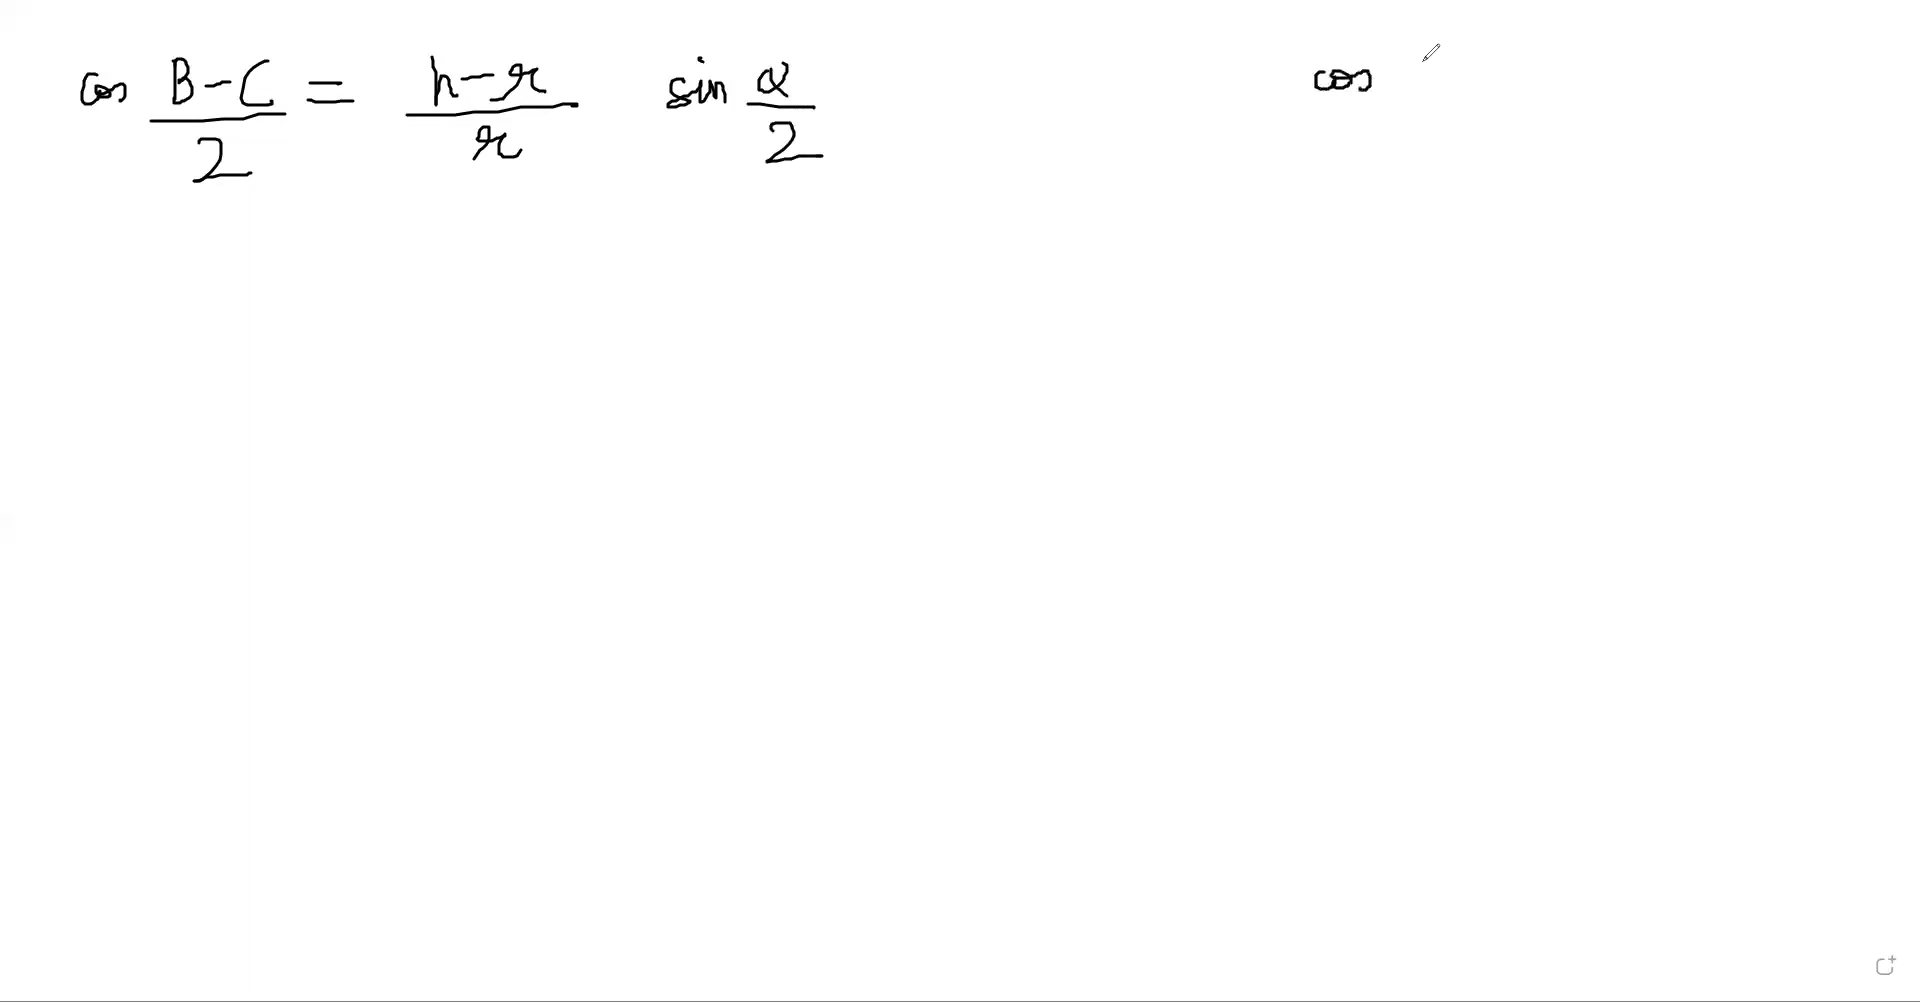 cos (B-C)/2 = (h-r)/r sin α/2 cos